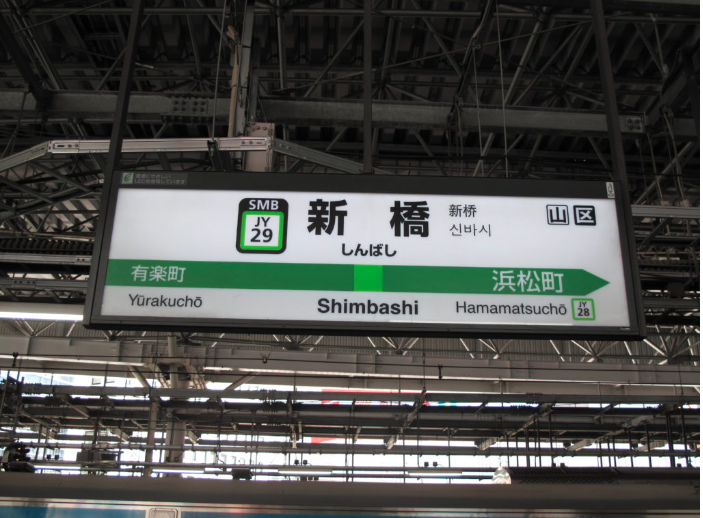 SMB
JY
29
新橋
新桥
신바시
山 区
しんばし
有楽町
浜松町
Yūrakuchō
Shimbashi
Hamamatsuchō
JY
28